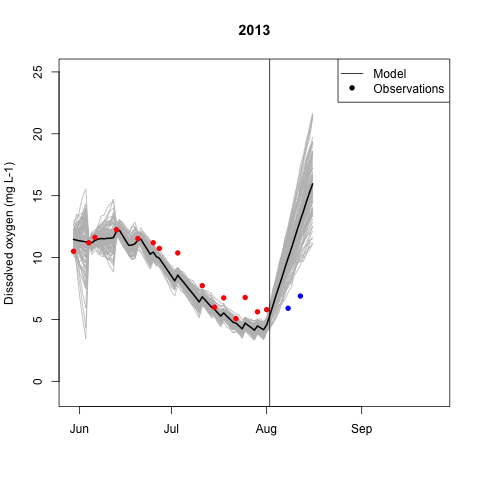 2013
Model
Observations
Dissolved oxygen (mg L-1)
25
20
15
10
5
0
Jun
Jul
Aug
Sep